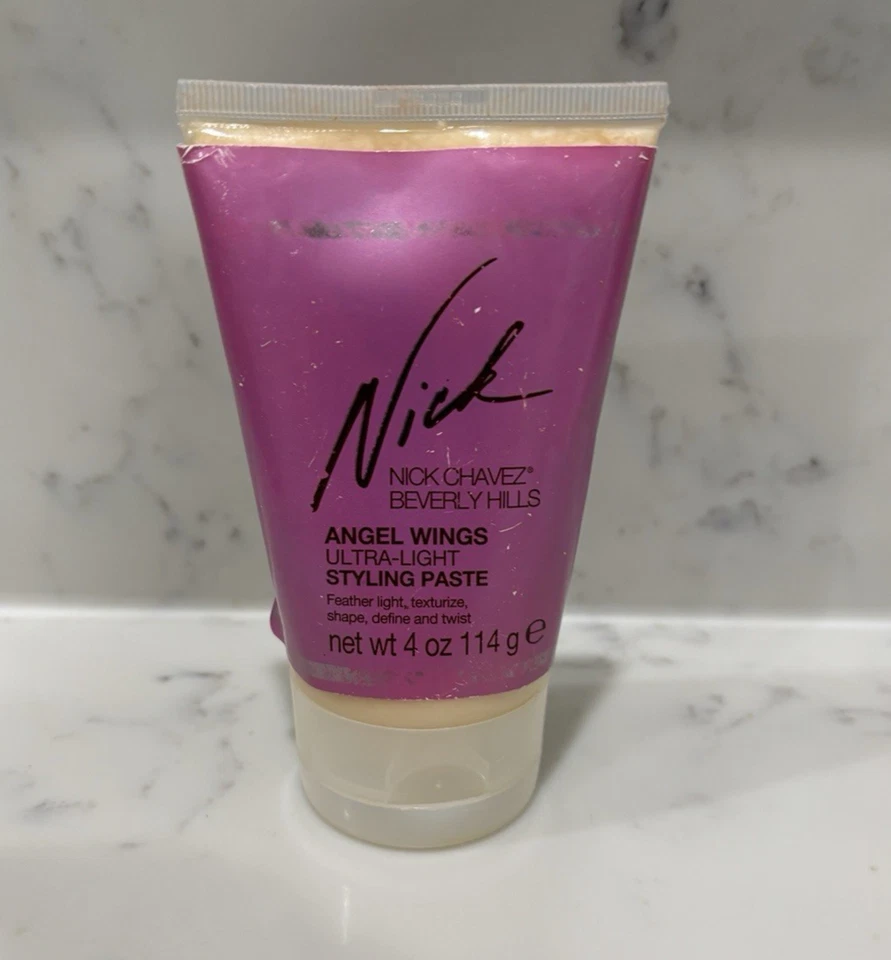 Nick
NICK CHAVEZ®
BEVERLY HILLS
ANGEL WINGS
ULTRA-LIGHT
STYLING PASTE
Feather light, texturize,
shape, define and twist
net wt 4 oz 114 g ℮